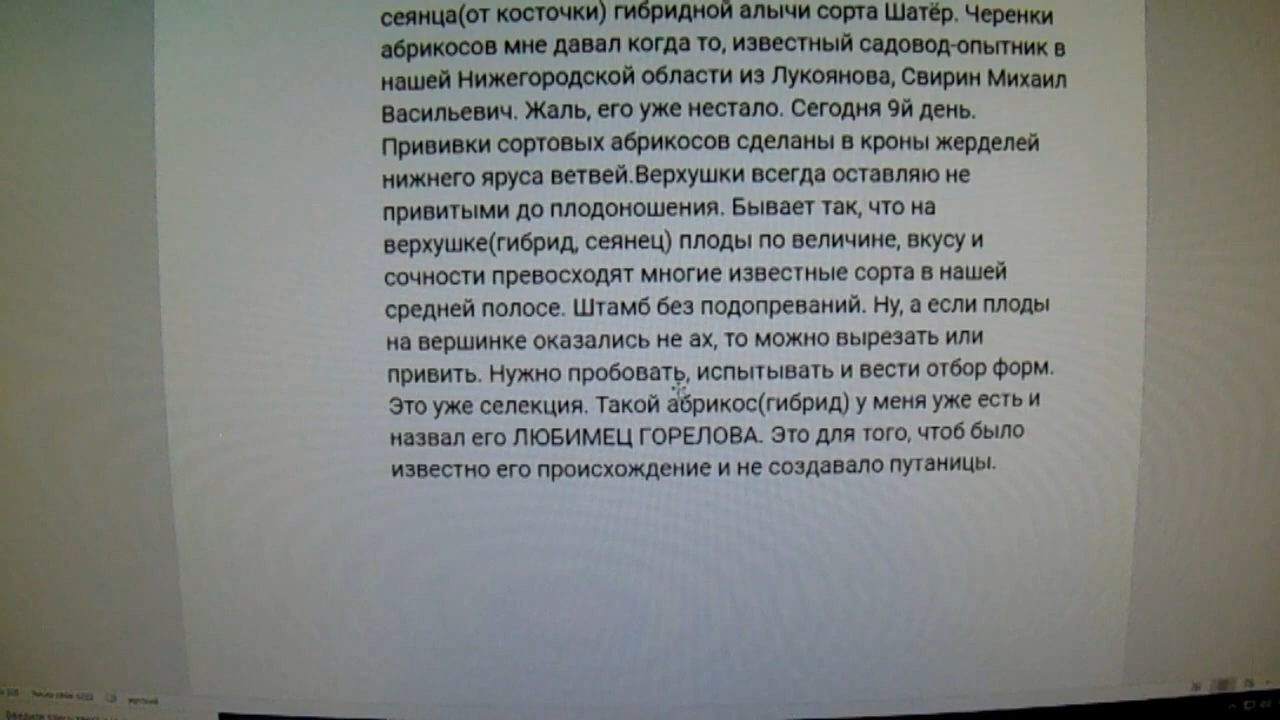 сеянца(от косточки) гибридной алычи сорта Шатёр. Черенки
абрикосов мне давал когда то, известный садовод-опытник в
нашей Нижегородской области из Лукоянова, Свирин Михаил
Васильевич. Жаль, его уже нестало. Сегодня 9й день.
Прививки сортовых абрикосов сделаны в кроны жерделей
нижнего яруса ветвей.Верхушки всегда оставляю не
привитыми до плодоношения. Бывает так, что на
верхушке(гибрид, сеянец) плоды по величине, вкусу и
сочности превосходят многие известные сорта в нашей
средней полосе. Штамб без подопреваний. Ну, а если плоды
на вершинке оказались не ах, то можно вырезать или
привить. Нужно пробовать, испытывать и вести отбор форм.
Это уже селекция. Такой абрикос(гибрид) у меня уже есть и
назвал его ЛЮБИМЕЦ ГОРЕЛОВА. Это для того, чтоб было
известно его происхождение и не создавало путаницы.
русский